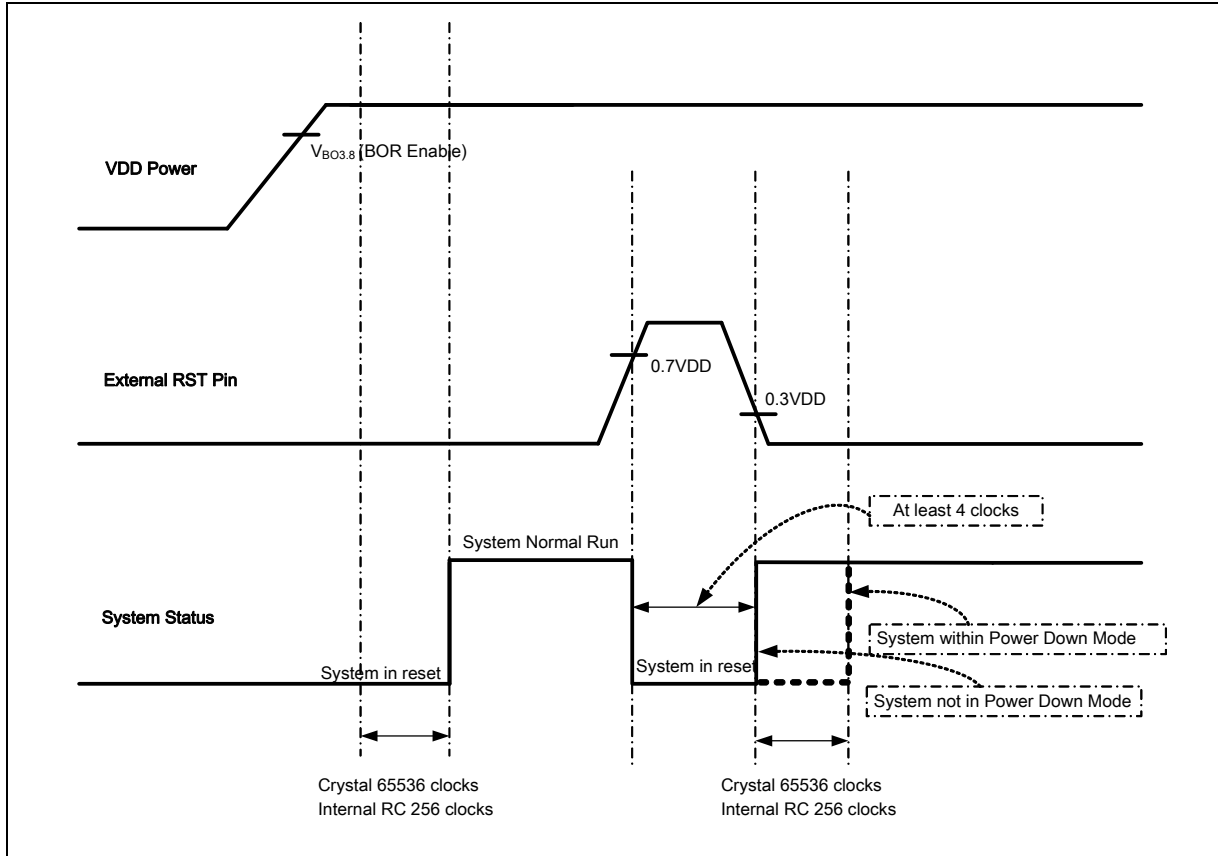 VDD Power
VBO3.8 (BOR Enable)
External RST Pin
0.7VDD
0.3VDD
At least 4 clocks
System Normal Run
System Status
System in reset
System in reset
System within Power Down Mode
System not in Power Down Mode
Crystal 65536 clocks
Internal RC 256 clocks
Crystal 65536 clocks
Internal RC 256 clocks